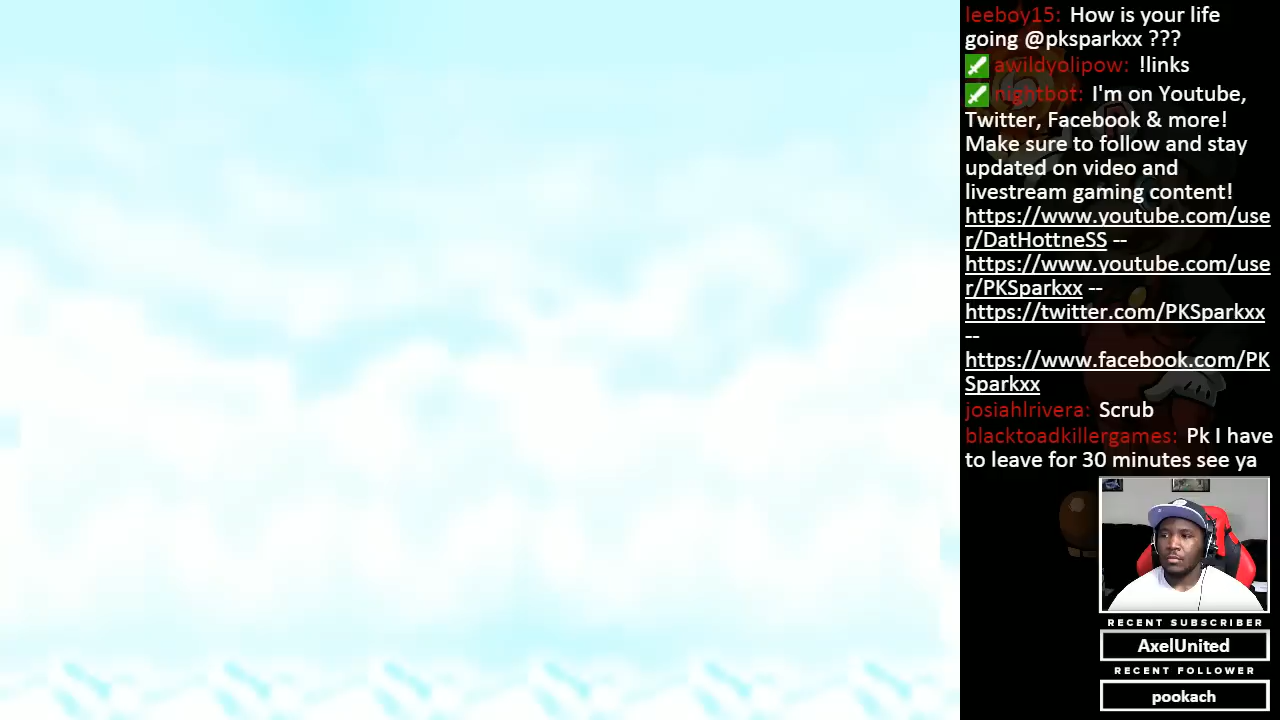 leeboy15: How is your life
going @pksparkxx ???
awildyolipow: !links
nightbot: I'm on Youtube,
Twitter, Facebook & more!
Make sure to follow and stay
updated on video and
livestream gaming content!
https://www.youtube.com/use
r/DatHottneSS --
https://www.youtube.com/use
r/PKSparkxx --
https://twitter.com/PKSparkxx
--
https://www.facebook.com/PK
Sparkxx
josiahlrivera: Scrub
blacktoadkillergames: Pk I have
to leave for 30 minutes see ya
RECENT SUBSCRIBER
AxelUnited
RECENT FOLLOWER
pookach